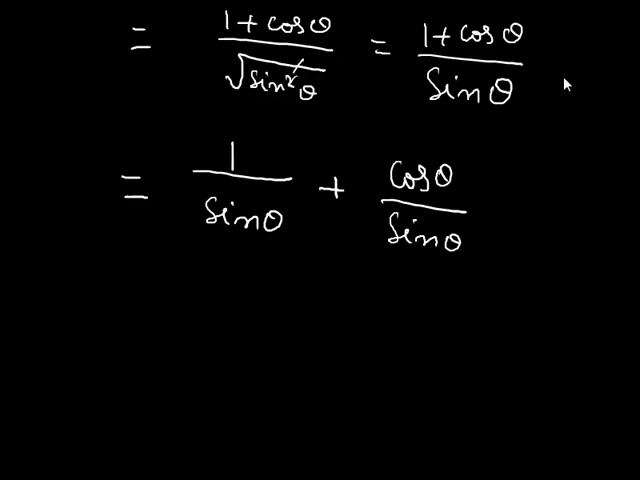 = (1 + cosθ)/(√sin²θ) = (1 + cosθ)/(sinθ)
= 1/(sinθ) + cosθ/(sinθ)